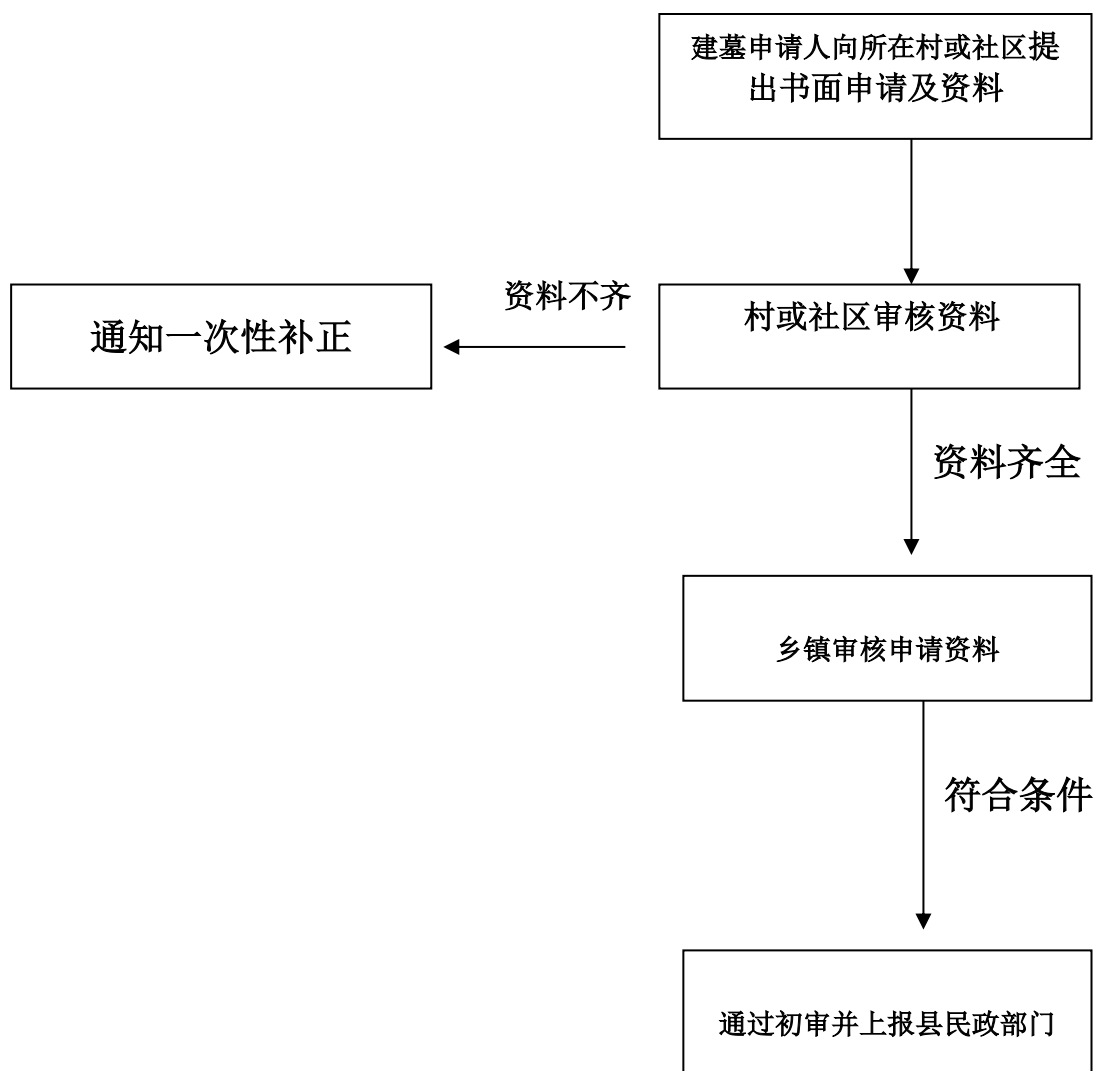 建墓申请人向所在村或社区提
出书面申请及资料
资料不齐
村或社区审核资料
通知一次性补正
资料齐全
乡镇审核申请资料
符合条件
通过初审并上报县民政部门